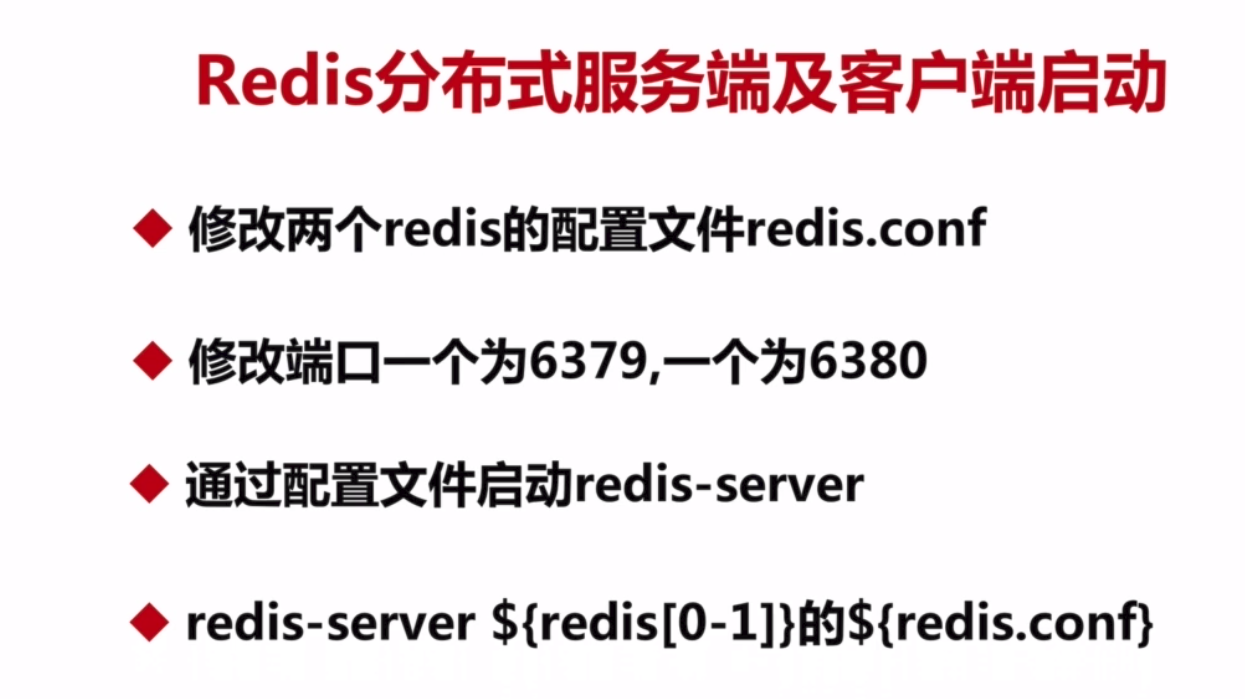 Redis分布式服务端及客户端启动
修改两个redis的配置文件redis.conf
修改端口一个为6379,一个为6380
通过配置文件启动redis-server
redis-server ${redis[0-1]}的${redis.conf}